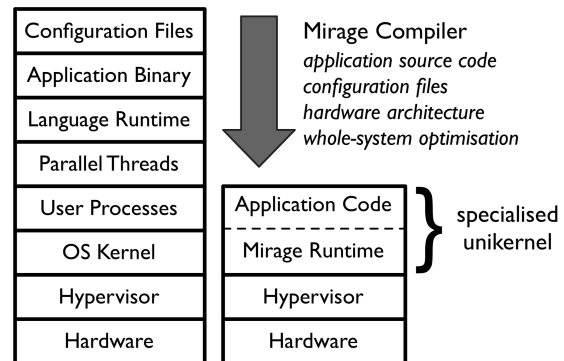 Configuration Files
Application Binary
Language Runtime
Parallel Threads
User Processes
OS Kernel
Hypervisor
Hardware
Mirage Compiler
application source code
configuration files
hardware architecture
whole-system optimisation
Application Code
Mirage Runtime
Hypervisor
Hardware
specialised
unikernel